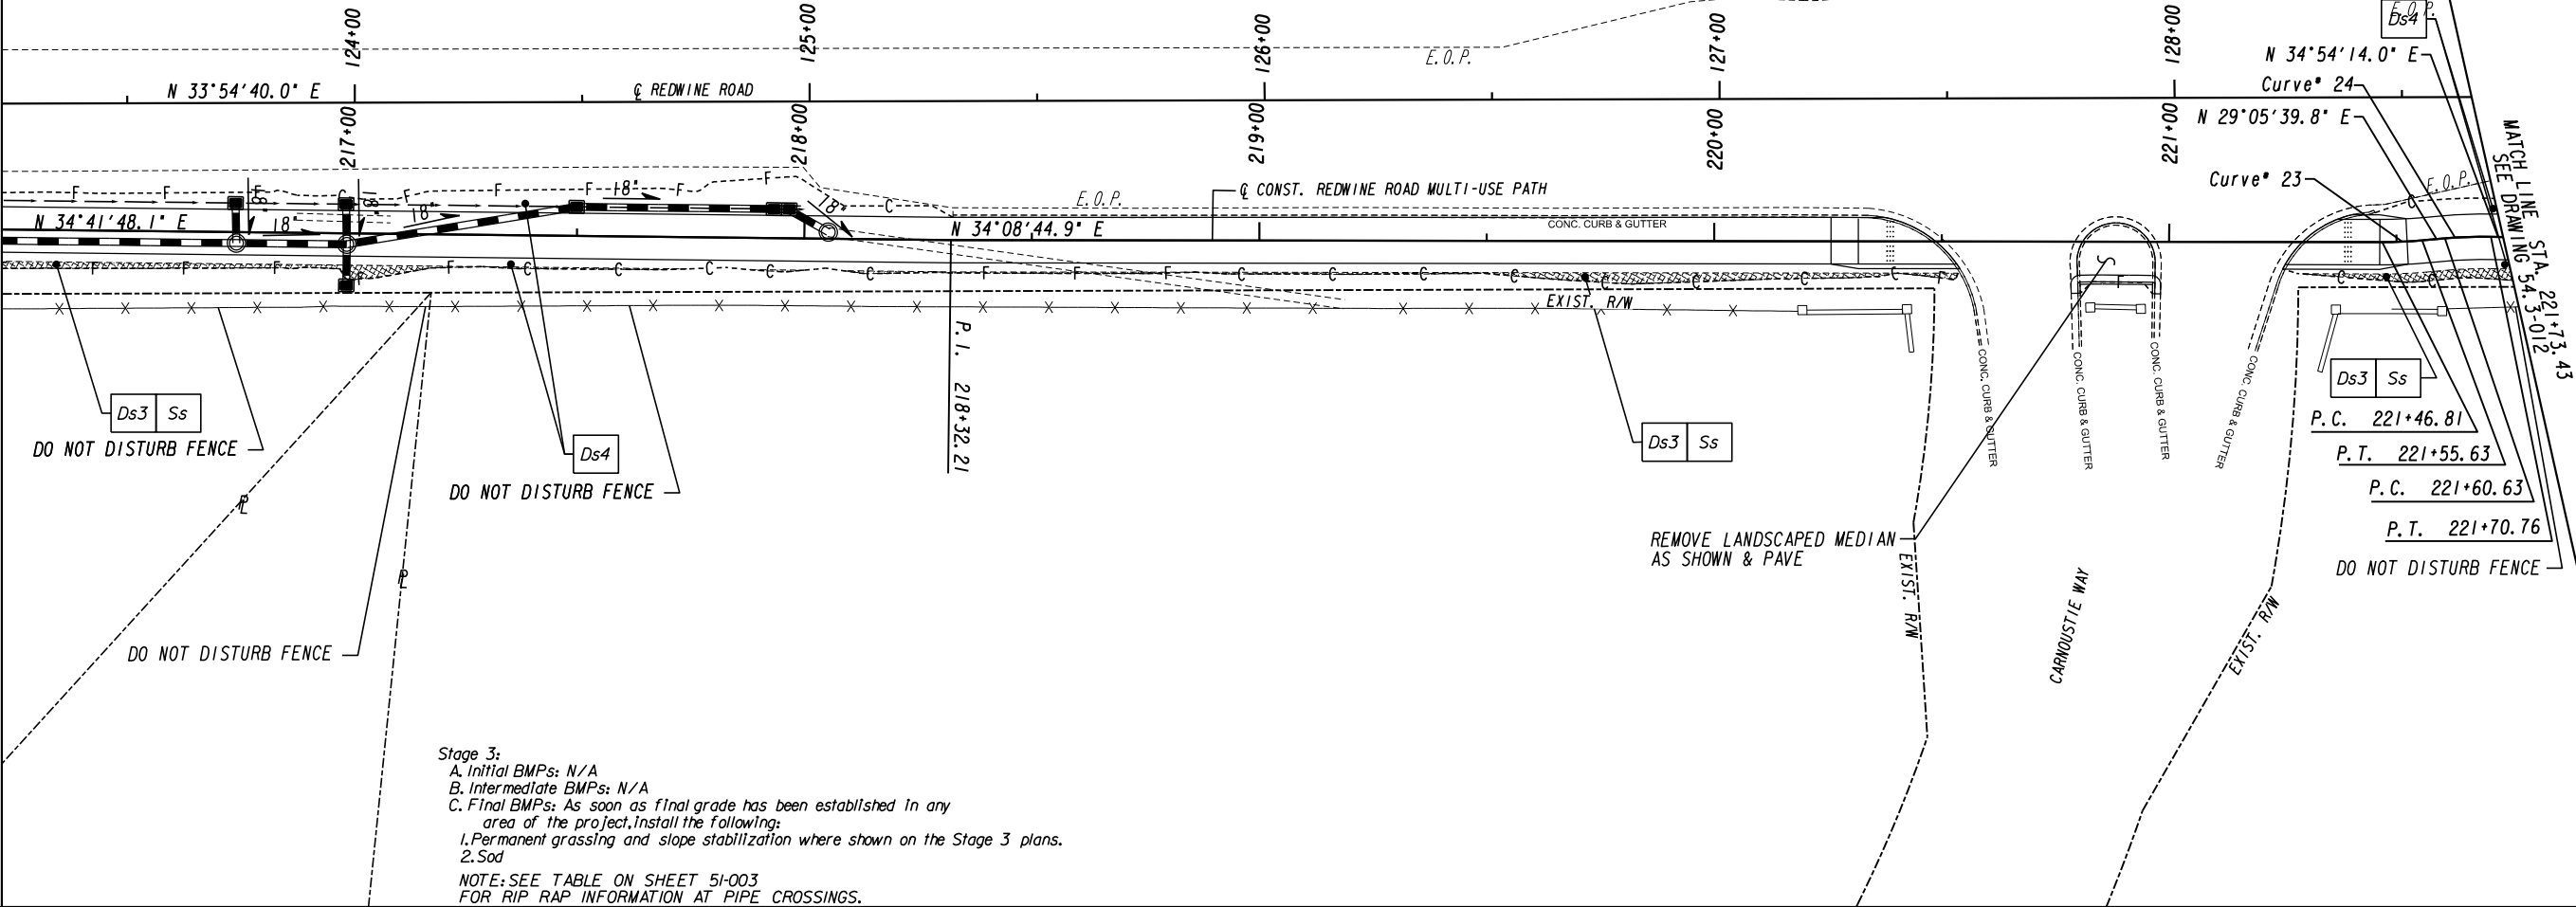 124+00
125+00
126+00
127+00
128+00
E.O.P.
Ds4
E.O.P.
N 34°54'14.0" E
N 33°54'40.0" E
℄ REDWINE ROAD
Curve# 24
N 29°05'39.8" E
217+00
218+00
219+00
220+00
221+00
MATCH LINE STA. 221+73.43
SEE DRAWING 54.3-012
Curve# 23
F F F C F F F F F
18" 18" 18" 18" 18" 18"
℄ CONST. REDWINE ROAD MULTI-USE PATH
E.O.P.
E.O.P.
C
C
N 34°41'48.1" E
N 34°08'44.9" E
CONC. CURB & GUTTER
F F F F F C C C C C F F F C C C C C C C C F F C C
EXIST. R/W
X X X X X X X X X X X X X X X X X X X X X X X X X X X
P.I. 218+32.21
CONC. CURB & GUTTER
CONC. CURB & GUTTER
CONC. CURB & GUTTER
CONC. CURB & GUTTER
Ds3 Ss
Ds3 Ss
DO NOT DISTURB FENCE
Ds4
Ds3 Ss
P.C. 221+46.81
P.T. 221+55.63
DO NOT DISTURB FENCE
P.C. 221+60.63
P.T. 221+70.76
℄
REMOVE LANDSCAPED MEDIAN
AS SHOWN & PAVE
DO NOT DISTURB FENCE
EXIST. R/W
CARNOUSTIE WAY
EXIST. R/W
DO NOT DISTURB FENCE
Stage 3:
A. Initial BMPs: N/A
B. Intermediate BMPs: N/A
C. Final BMPs: As soon as final grade has been established in any
area of the project, install the following:
1. Permanent grassing and slope stabilization where shown on the Stage 3 plans.
2. Sod
NOTE: SEE TABLE ON SHEET 51-003
FOR RIP RAP INFORMATION AT PIPE CROSSINGS.